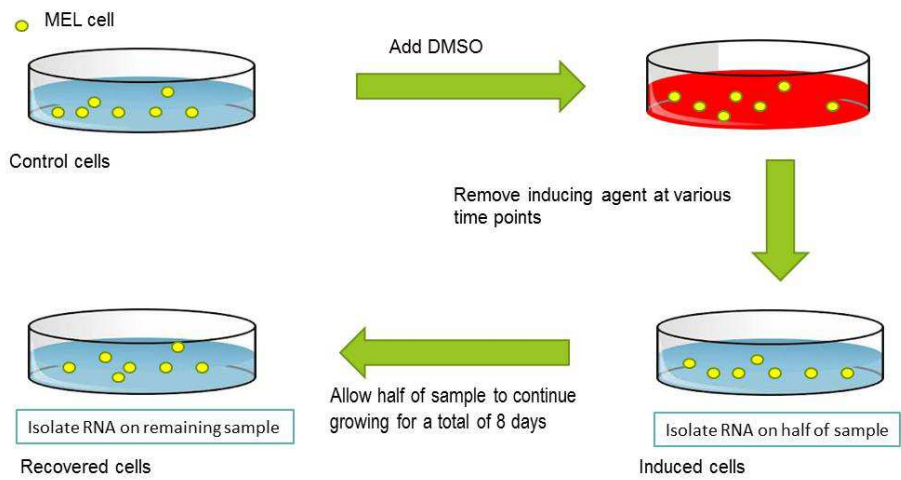 MEL cell
Add DMSO
Control cells
Remove inducing agent at various
time points
Allow half of sample to continue
growing for a total of 8 days
Isolate RNA on remaining sample
Isolate RNA on half of sample
Recovered cells
Induced cells